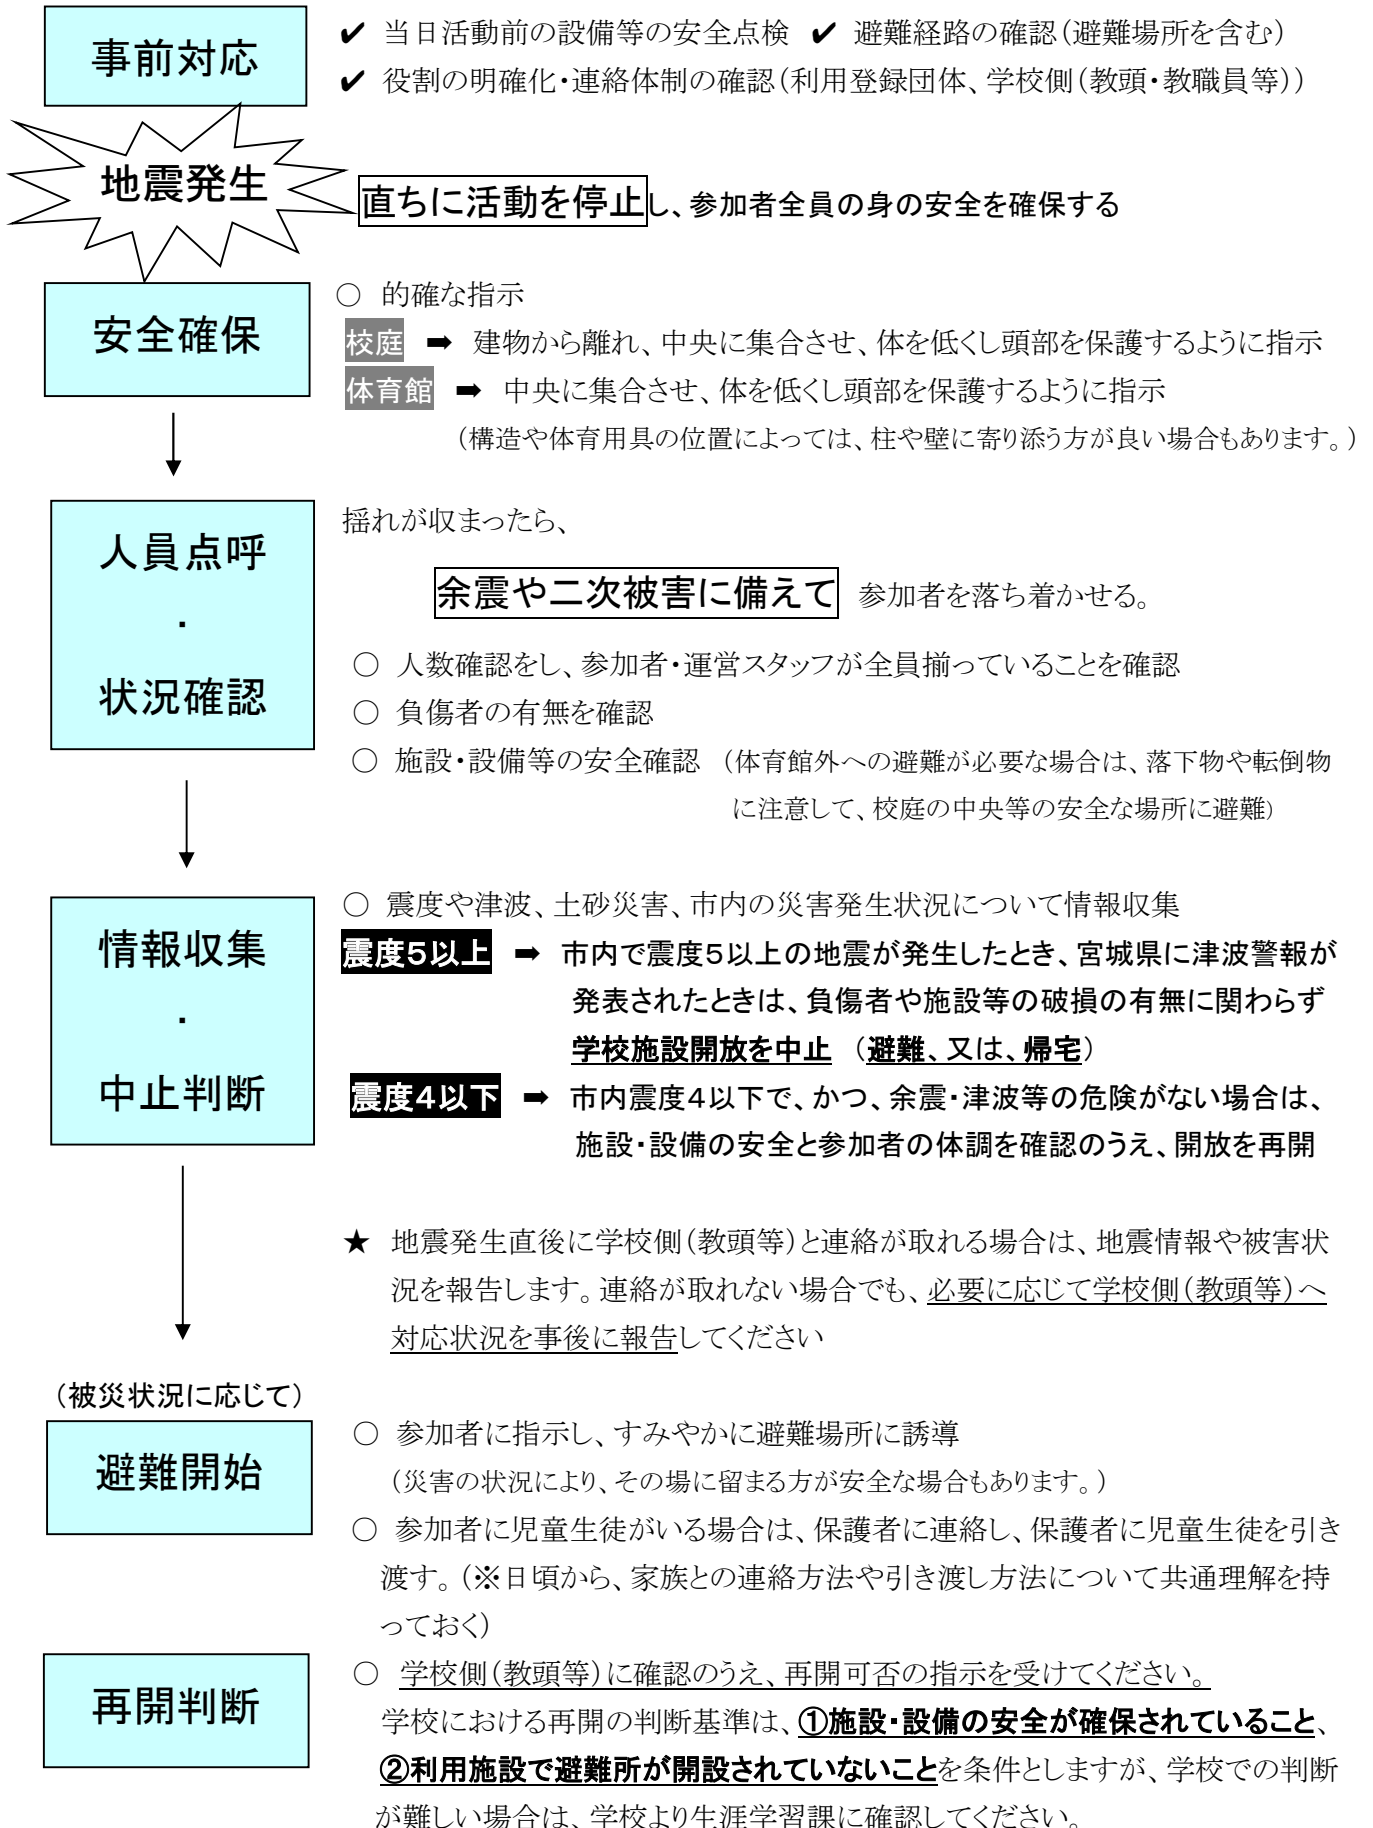 事前対応
✔ 当日活動前の設備等の安全点検 ✔ 避難経路の確認（避難場所を含む）
✔ 役割の明確化・連絡体制の確認（利用登録団体、学校側（教頭・教職員等））
地震発生
直ちに活動を停止し、参加者全員の身の安全を確保する
安全確保
○ 的確な指示
校庭 ➡ 建物から離れ、中央に集合させ、体を低くし頭部を保護するように指示
体育館 ➡ 中央に集合させ、体を低くし頭部を保護するように指示
（構造や体育用具の位置によっては、柱や壁に寄り添う方が良い場合もあります。）
人員点呼
・
状況確認
揺れが収まったら、
余震や二次被害に備えて 参加者を落ち着かせる。
○ 人数確認をし、参加者・運営スタッフが全員揃っていることを確認
○ 負傷者の有無を確認
○ 施設・設備等の安全確認 （体育館外への避難が必要な場合は、落下物や転倒物
に注意して、校庭の中央等の安全な場所に避難）
情報収集
・
中止判断
○ 震度や津波、土砂災害、市内の災害発生状況について情報収集
震度５以上 ➡ 市内で震度５以上の地震が発生したとき、宮城県に津波警報が
発表されたときは、負傷者や施設等の破損の有無に関わらず
学校施設開放を中止 （避難、又は、帰宅）
震度４以下 ➡ 市内震度４以下で、かつ、余震・津波等の危険がない場合は、
施設・設備の安全と参加者の体調を確認のうえ、開放を再開
★ 地震発生直後に学校側（教頭等）と連絡が取れる場合は、地震情報や被害状
況を報告します。連絡が取れない場合でも、必要に応じて学校側（教頭等）へ
対応状況を事後に報告してください
（被災状況に応じて）
避難開始
○ 参加者に指示し、すみやかに避難場所に誘導
（災害の状況により、その場に留まる方が安全な場合もあります。）
○ 参加者に児童生徒がいる場合は、保護者に連絡し、保護者に児童生徒を引き
渡す。（※日頃から、家族との連絡方法や引き渡し方法について共通理解を持
っておく）
再開判断
○ 学校側（教頭等）に確認のうえ、再開可否の指示を受けてください。
学校における再開の判断基準は、①施設・設備の安全が確保されていること、
②利用施設で避難所が開設されていないことを条件としますが、学校での判断
が難しい場合は、学校より生涯学習課に確認してください。